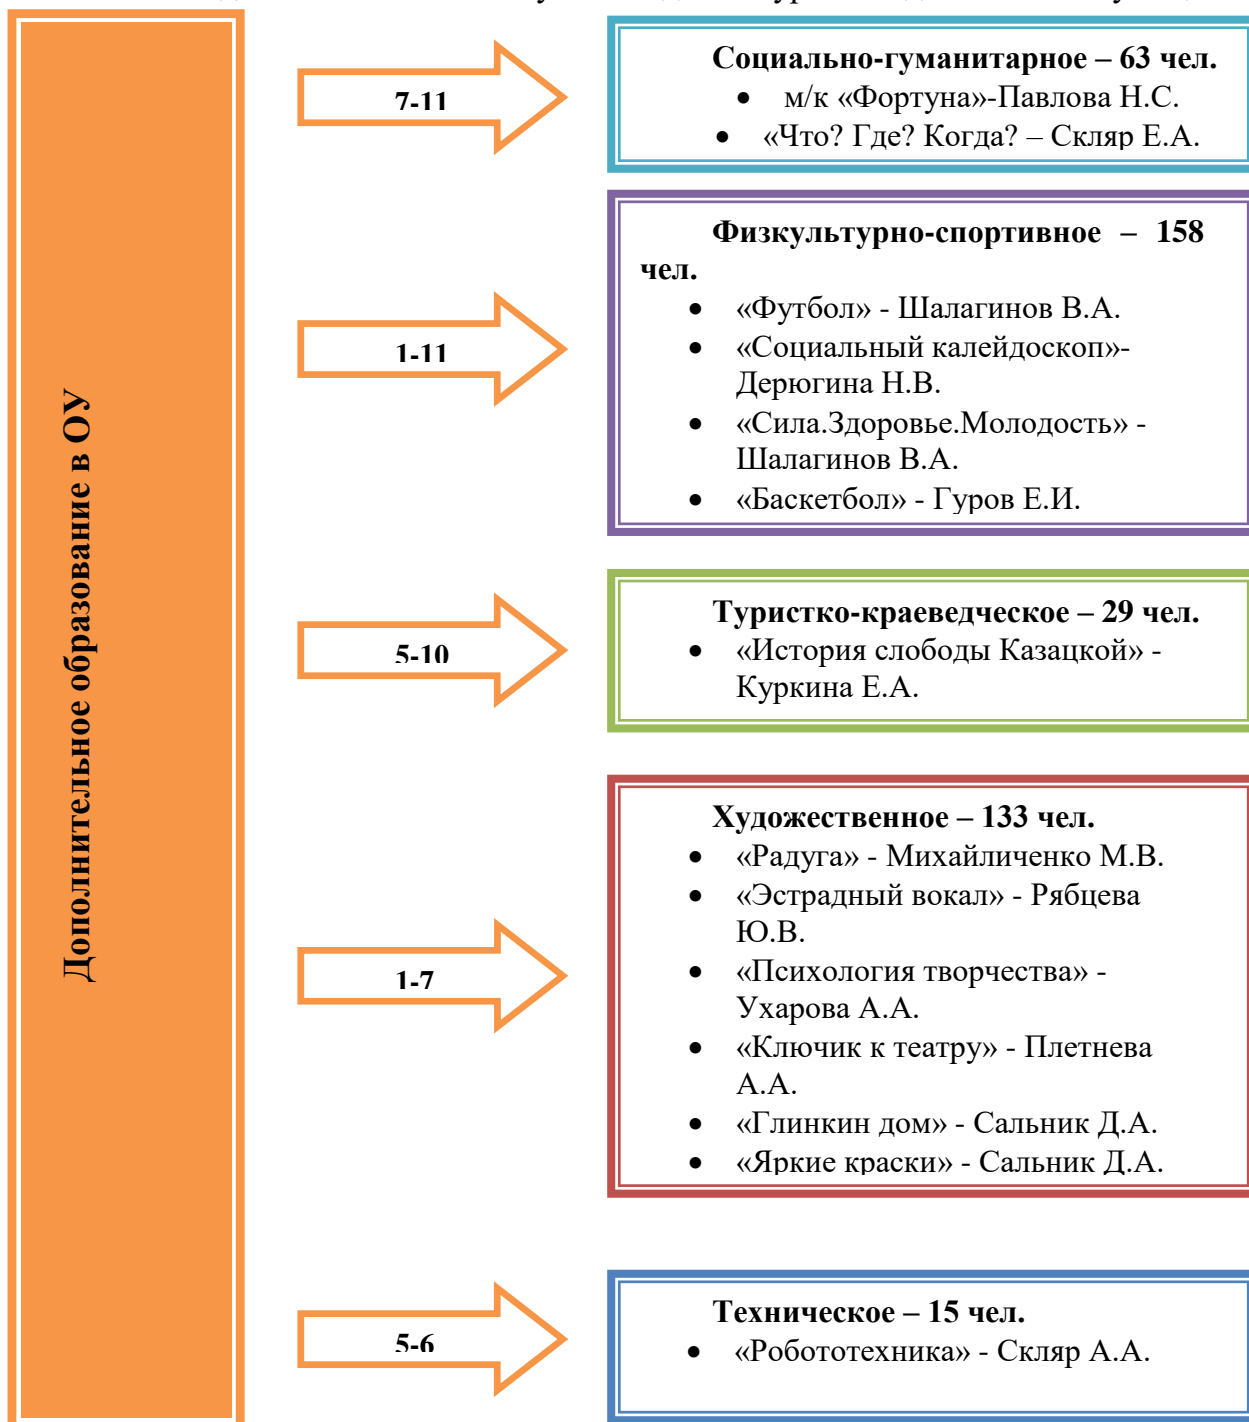 Дополнительное образование в ОУ
7-11
Социально-гуманитарное – 63 чел.
• м/к «Фортуна»-Павлова Н.С.
• «Что? Где? Когда? – Скляр Е.А.
1-11
Физкультурно-спортивное – 158
чел.
• «Футбол» - Шалагинов В.А.
• «Социальный калейдоскоп»-
Дерюгина Н.В.
• «Сила.Здоровье.Молодость» -
Шалагинов В.А.
• «Баскетбол» - Гуров Е.И.
5-10
Туристко-краеведческое – 29 чел.
• «История слободы Казацкой» -
Куркина Е.А.
1-7
Художественное – 133 чел.
• «Радуга» - Михайличенко М.В.
• «Эстрадный вокал» - Рябцева
Ю.В.
• «Психология творчества» -
Ухарова А.А.
• «Ключик к театру» - Плетнева
А.А.
• «Глинкин дом» - Сальник Д.А.
• «Яркие краски» - Сальник Д.А.
5-6
Техническое – 15 чел.
• «Робототехника» - Скляр А.А.